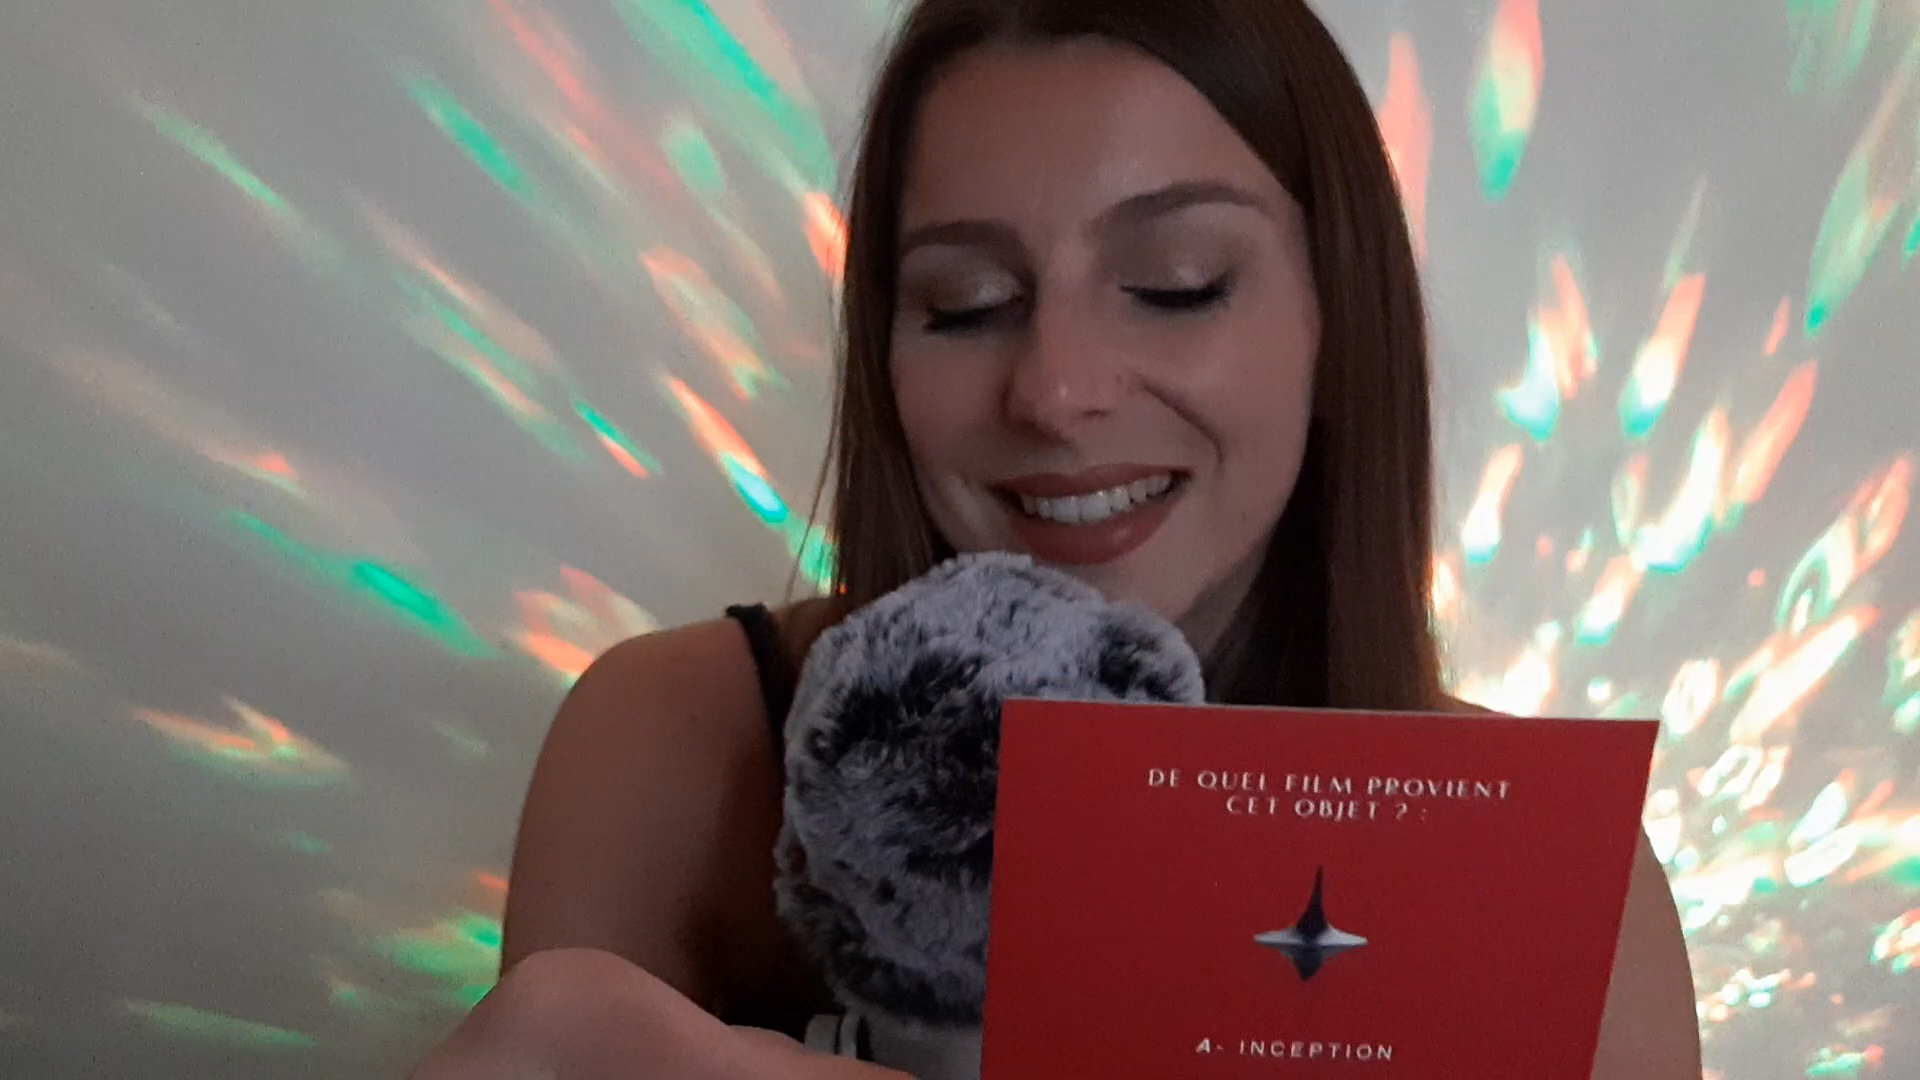 DE QUEL FILM PROVIENT
CET OBJET ? :
A- INCEPTION